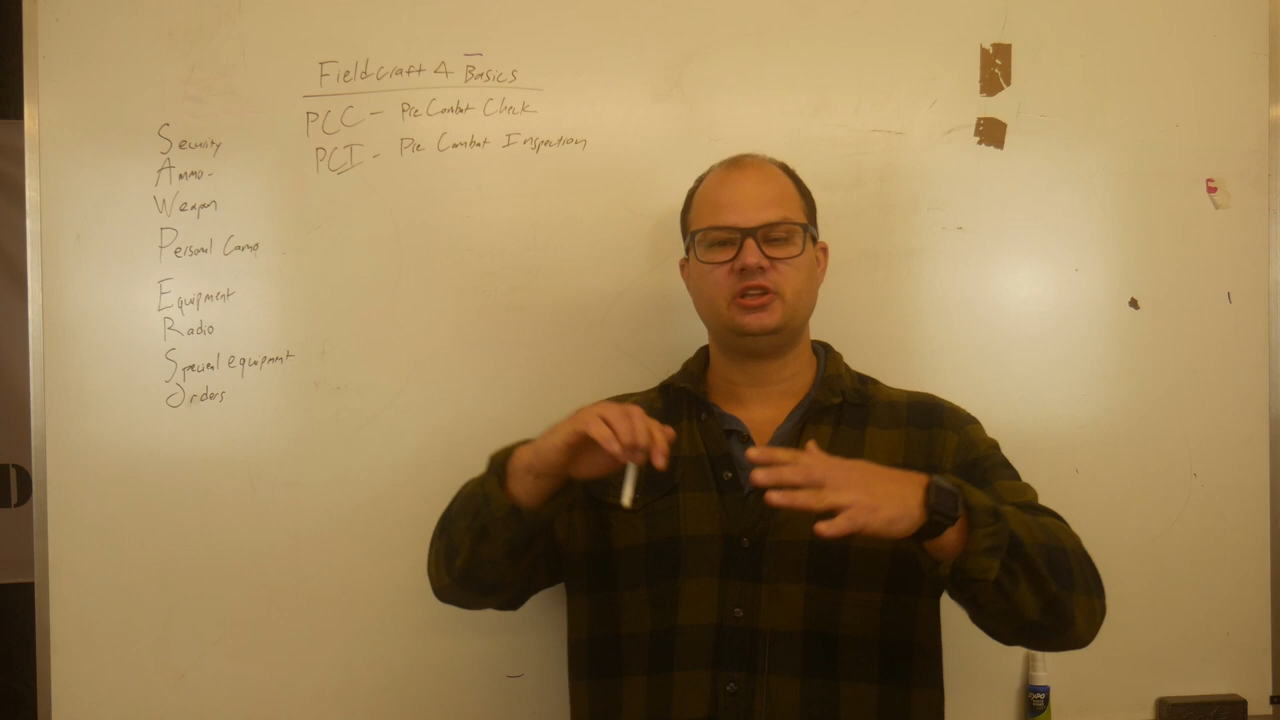 Fieldcraft 4 Basics
PCC - Pre Combat Check
PCI - Pre Combat Inspection
Security
Ammo-
Weapon
Personal Camo
Equipment
Radio
Special equipment
Orders
D
EXPO